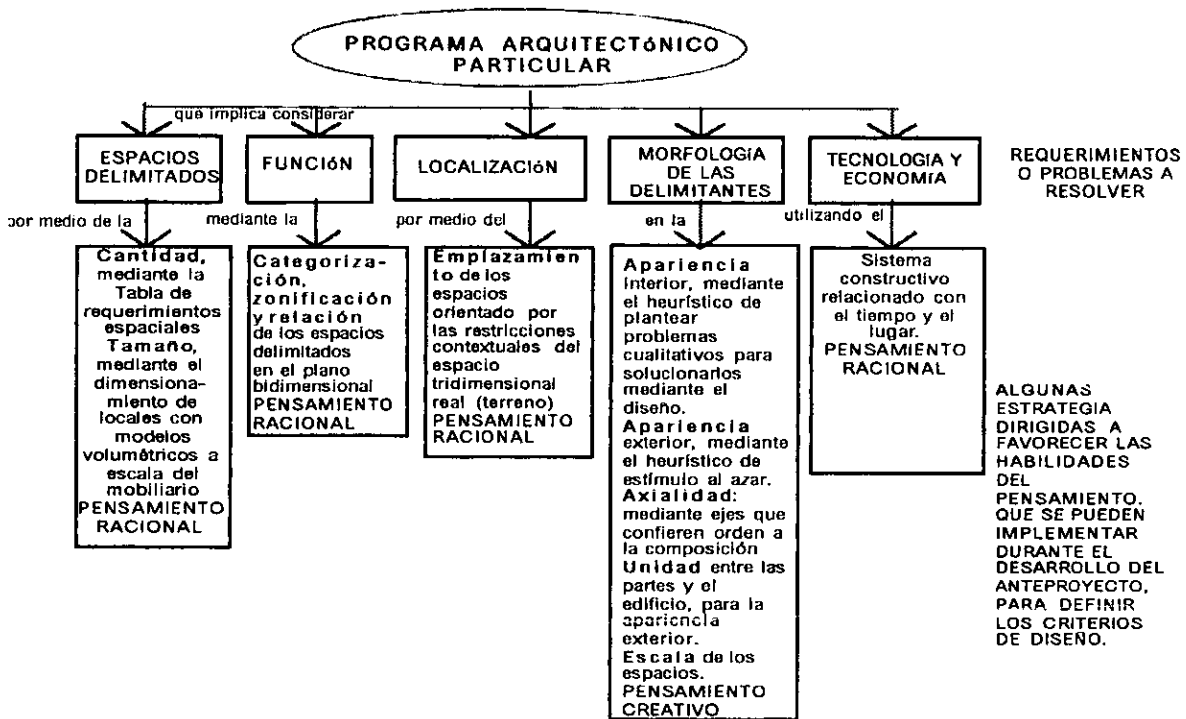 PROGRAMA ARQUITECTóNICO
PARTICULAR
que implica considerar
ESPACIOS
DELIMITADOS
FUNCIóN
LOCALIZACIóN
MORFOLOGíA
DE LAS
DELIMITANTES
TECNOLOGIA Y
ECONOMíA
REQUERIMIENTOS
O PROBLEMAS A
RESOLVER
por medio de la
mediante la
por medio del
en la
utilizando el
Cantidad,
mediante la
Tabla de
requerimientos
espaciales
Tamaño,
mediante el
dimensiona-
miento de
locales con
modelos
volumétricos a
escala del
mobiliario
PENSAMIENTO
RACIONAL
Categoriza-
ción,
zonificación
y relación
de los espacios
delimitados
en el plano
bidimensional
PENSAMIENTO
RACIONAL
Emplazamien
to de los
espacios
orientado por
las restricciones
contextuales del
espacio
tridimensional
real (terreno)
PENSAMIENTO
RACIONAL
Apariencia
interior, mediante
el heurístico de
plantear
problemas
cualitativos para
solucionarlos
mediante el
diseño.
Apariencia
exterior, mediante
el heurístico de
estímulo al azar.
Axialidad:
mediante ejes que
confieren orden a
la composición
Unidad entre las
partes y el
edificio, para la
apariencia
exterior.
Escala de los
espacios.
PENSAMIENTO
CREATIVO
Sistema
constructivo
relacionado con
el tiempo y el
lugar.
PENSAMIENTO
RACIONAL
ALGUNAS
ESTRATEGIA
DIRIGIDAS A
FAVORECER LAS
HABILIDADES
DEL
PENSAMIENTO.
QUE SE PUEDEN
IMPLEMENTAR
DURANTE EL
DESARROLLO DEL
ANTEPROYECTO,
PARA DEFINIR
LOS CRITERIOS
DE DISEÑO.